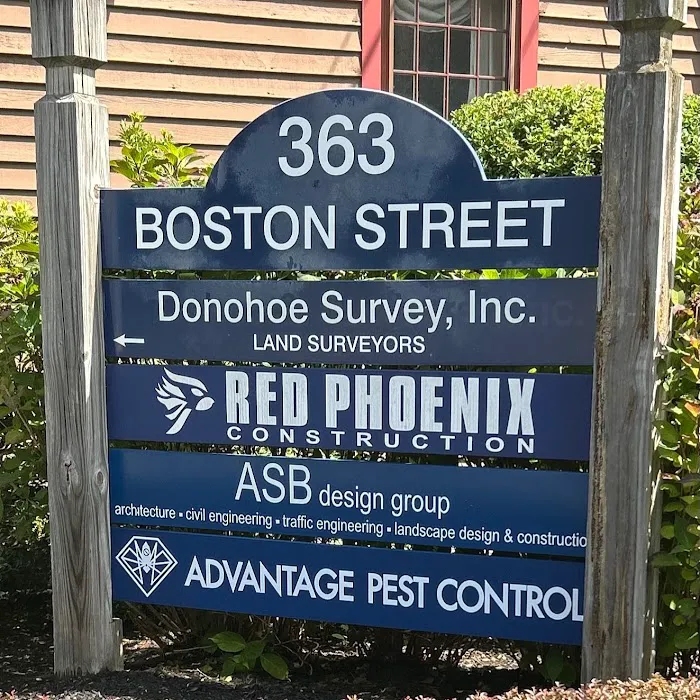 363
BOSTON STREET
Donohoe Survey, Inc.
LAND SURVEYORS
RED PHOENIX
CONSTRUCTION
ASB design group
architecture ▪ civil engineering ▪ traffic engineering ▪ landscape design & constructio
ADVANTAGE PEST CONTROL